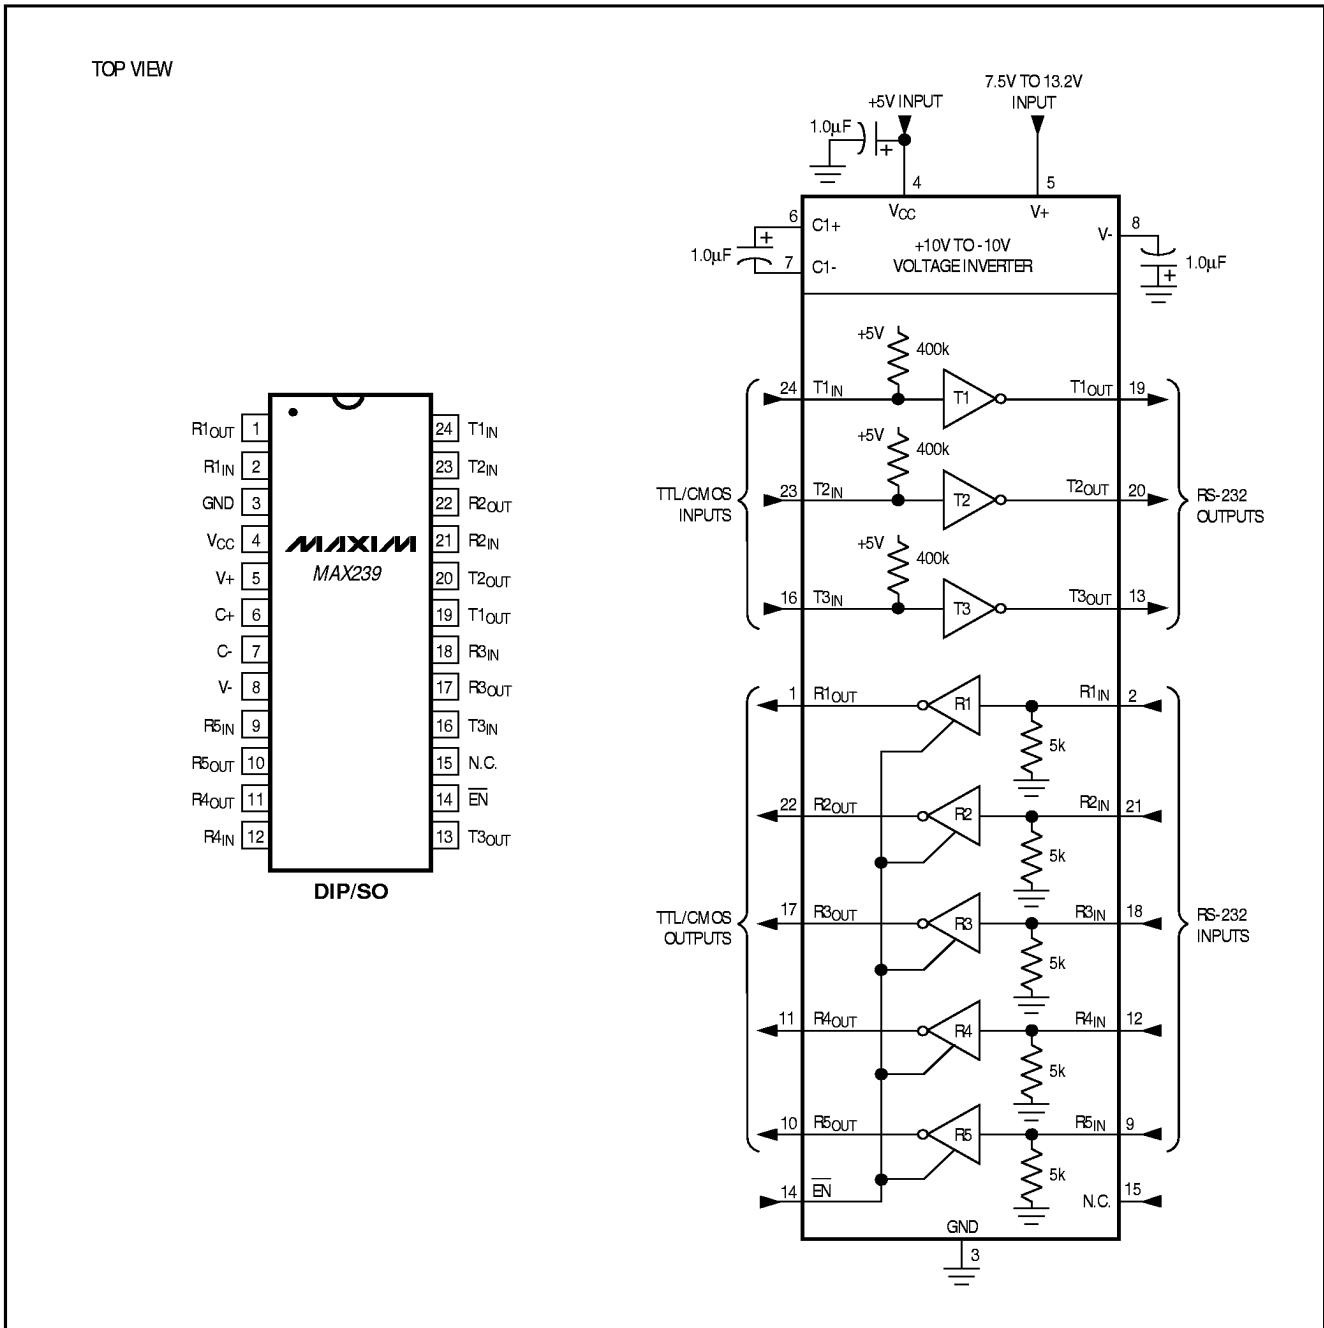 TOP VIEW
R1OUT 1
R1IN 2
GND 3
VCC 4
V+ 5
C+ 6
C- 7
V- 8
R5IN 9
R5OUT 10
R4OUT 11
R4IN 12
24 T1IN
23 T2IN
22 R2OUT
21 R2IN
20 T2OUT
19 T1OUT
18 R3IN
17 R3OUT
16 T3IN
15 N.C.
14 EN
13 T3OUT
MAXIM
MAX239
DIP/SO
+5V INPUT
7.5V TO 13.2V
INPUT
1.0µF
4
5
VCC
V+
6 C1+
1.0µF
7 C1-
+10V TO -10V
VOLTAGE INVERTER
V- 8
1.0µF
+5V
400k
24 T1IN
T1
T1OUT 19
+5V
400k
TTL/CMOS
INPUTS
23 T2IN
T2
T2OUT 20
RS-232
OUTPUTS
+5V
400k
16 T3IN
T3
T3OUT 13
1 R1OUT
R1
R1IN 2
5k
22 R2OUT
R2
R2IN 21
5k
TTL/CMOS
OUTPUTS
17 R3OUT
R3
R3IN 18
5k
RS-232
INPUTS
11 R4OUT
R4
R4IN 12
5k
10 R5OUT
R5
R5IN 9
5k
14 EN
N.C. 15
GND
3